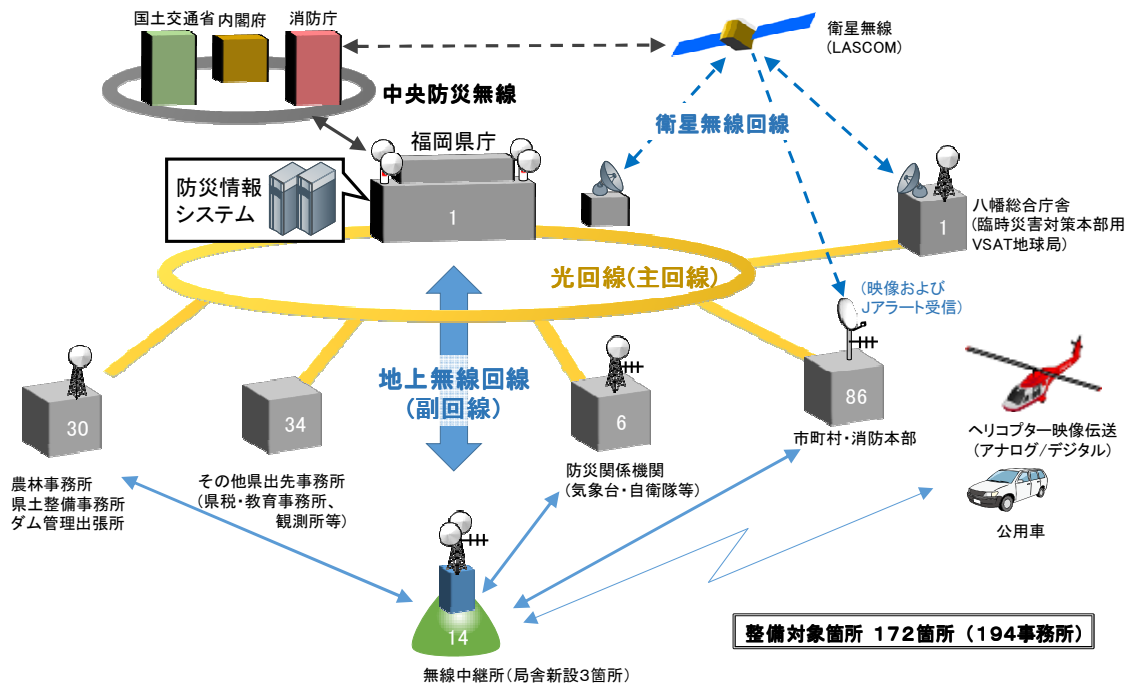 国土交通省
内閣府
消防庁
衛星無線
(LASCOM)
中央防災無線
衛星無線回線
福岡県庁
防災情報
システム
1
1
八幡総合庁舎
(臨時災害対策本部用
VSAT地球局)
光回線(主回線)
(映像および
Jアラート受信)
地上無線回線
(副回線)
30
34
6
86
農林事務所
県土整備事務所
ダム管理出張所
その他県出先事務所
(県税・教育事務所、
観測所等)
防災関係機関
(気象台・自衛隊等)
市町村・消防本部
ヘリコプター映像伝送
(アナログ/デジタル)
公用車
14
無線中継所(局舎新設3箇所)
整備対象箇所 172箇所 (194事務所)